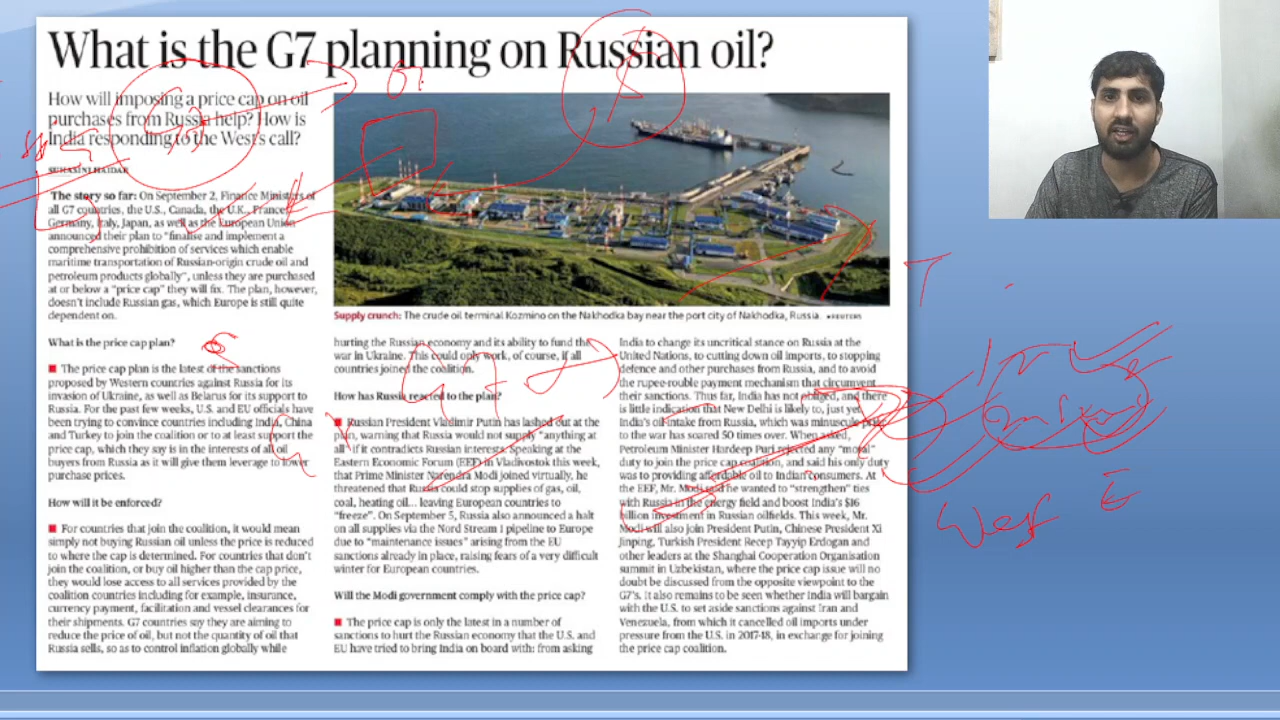 What is the G7 planning on Russian oil?
How will imposing a price cap on oil
purchases from Russia help? How is
India responding to the West's call?
SUHASINI HAIDAR
The story so far: On September 2, Finance Ministers of
all G7 countries, the U.S., Canada, the U.K., France,
Germany, Italy, Japan, as well as the European Union
announced their plan to "finalise and implement a
comprehensive prohibition of services which enable
maritime transportation of Russian-origin crude oil and
petroleum products globally", unless they are purchased
at or below a "price cap" they will fix. The plan, however,
doesn't include Russian gas, which Europe is still quite
dependent on.
What is the price cap plan?
■ The price cap plan is the latest of the sanctions
proposed by Western countries against Russia for its
invasion of Ukraine, as well as Belarus for its support to
Russia. For the past few weeks, U.S. and EU officials have
been trying to convince countries including India, China
and Turkey to join the coalition or to at least support the
price cap, which they say is in the interests of all oil
buyers from Russia as it will give them leverage to lower
purchase prices.
How will it be enforced?
■ For countries that join the coalition, it would mean
simply not buying Russian oil unless the price is reduced
to where the cap is determined. For countries that don't
join the coalition, or buy oil higher than the cap price,
they would lose access to all services provided by the
coalition countries including for example, insurance,
currency payment, facilitation and vessel clearances for
their shipments. G7 countries say they are aiming to
reduce the price of oil, but not the quantity of oil that
Russia sells, so as to control inflation globally while
Supply crunch: The crude oil terminal Kozmino on the Nakhodka bay near the port city of Nakhodka, Russia. ■REUTERS
hurting the Russian economy and its ability to fund the
war in Ukraine. This could only work, of course, if all
countries joined the coalition.
How has Russia reacted to the plan?
■ Russian President Vladimir Putin has lashed out at the
plan, warning that Russia would not supply "anything at
all" if it contradicts Russian interests. Speaking at the
Eastern Economic Forum (EEF) in Vladivostok this week,
that Prime Minister Narendra Modi joined virtually, he
threatened that Russia could stop supplies of gas, oil,
coal, heating oil... leaving European countries to
"freeze". On September 5, Russia also announced a halt
on all supplies via the Nord Stream 1 pipeline to Europe
due to "maintenance issues" arising from the EU
sanctions already in place, raising fears of a very difficult
winter for European countries.
Will the Modi government comply with the price cap?
■ The price cap is only the latest in a number of
sanctions to hurt the Russian economy that the U.S. and
EU have tried to bring India on board with: from asking
India to change its uncritical stance on Russia at the
United Nations, to cutting down oil imports, to stopping
defence and other purchases from Russia, and to avoid
the rupee-rouble payment mechanism that circumvent
their sanctions. Thus far, India has not obliged, and there
is little indication that New Delhi is likely to, just yet.
India's oil intake from Russia, which was minuscule prior
to the war has soared 50 times over. When asked,
Petroleum Minister Hardeep Puri rejected any "moral"
duty to join the price cap coalition, and said his only duty
was to providing affordable oil to Indian consumers. At
the EEF, Mr. Modi said he wanted to "strengthen" ties
with Russia in the energy field and boost India's $16
billion investment in Russian oilfields. This week, Mr.
Modi will also join President Putin, Chinese President Xi
Jinping, Turkish President Recep Tayyip Erdogan and
other leaders at the Shanghai Cooperation Organisation
summit in Uzbekistan, where the price cap issue will no
doubt be discussed from the opposite viewpoint to the
G7's. It also remains to be seen whether India will bargain
with the U.S. to set aside sanctions against Iran and
Venezuela, from which it cancelled oil imports under
pressure from the U.S. in 2017-18, in exchange for joining
the price cap coalition.
West